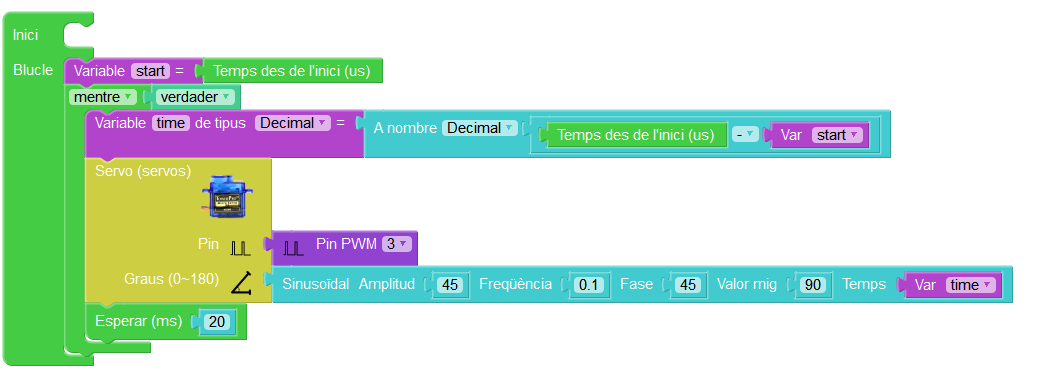 Inici
Blucle
Variable start = Temps des de l'inici (us)
mentre verdader
Variable time de tipus Decimal = A nombre Decimal Temps des de l'inici (us) - Var start
Servo (servos)
Pin Pin PWM 3
Graus (0~180) Sinusoïdal Amplitud 45 Freqüència 0.1 Fase 45 Valor mig 90 Temps Var time
Esperar (ms) 20